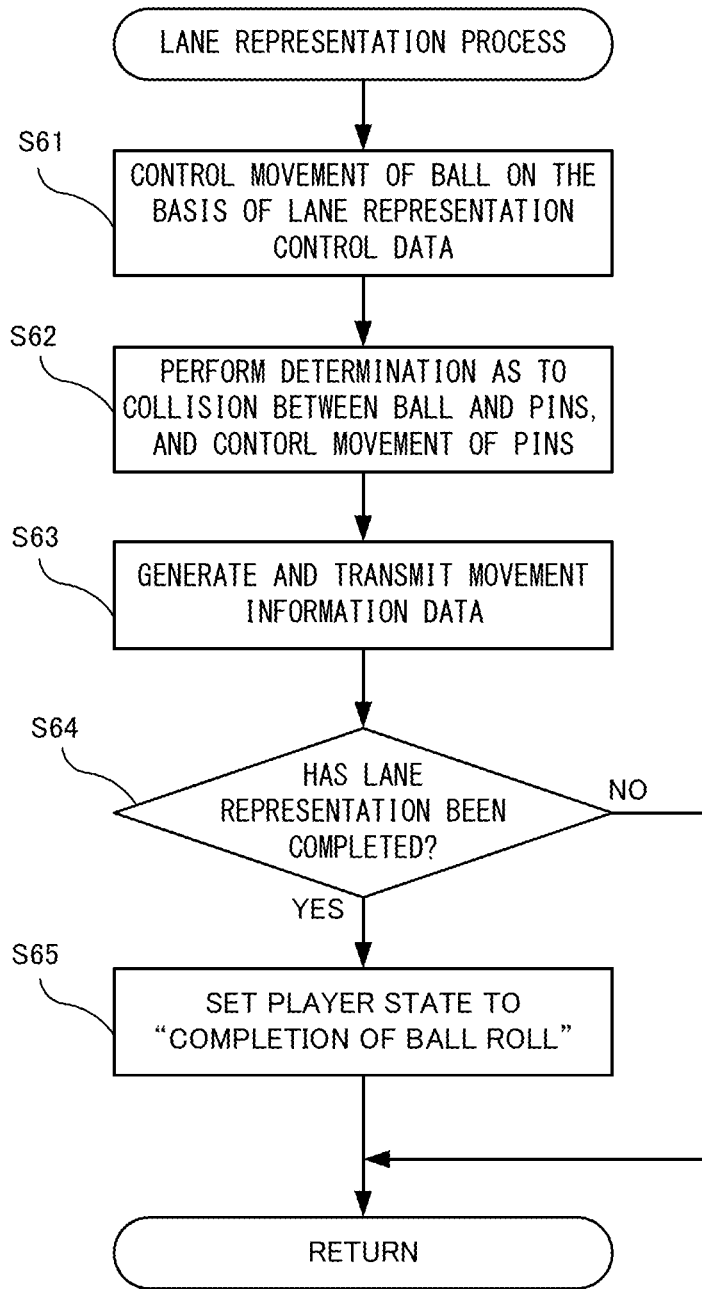 LANE REPRESENTATION PROCESS
S61
CONTROL MOVEMENT OF BALL ON THE
BASIS OF LANE REPRESENTATION
CONTROL DATA
S62
PERFORM DETERMINATION AS TO
COLLISION BETWEEN BALL AND PINS,
AND CONTORL MOVEMENT OF PINS
S63
GENERATE AND TRANSMIT MOVEMENT
INFORMATION DATA
S64
HAS LANE
REPRESENTATION BEEN
COMPLETED?
NO
YES
S65
SET PLAYER STATE TO
“COMPLETION OF BALL ROLL”
RETURN